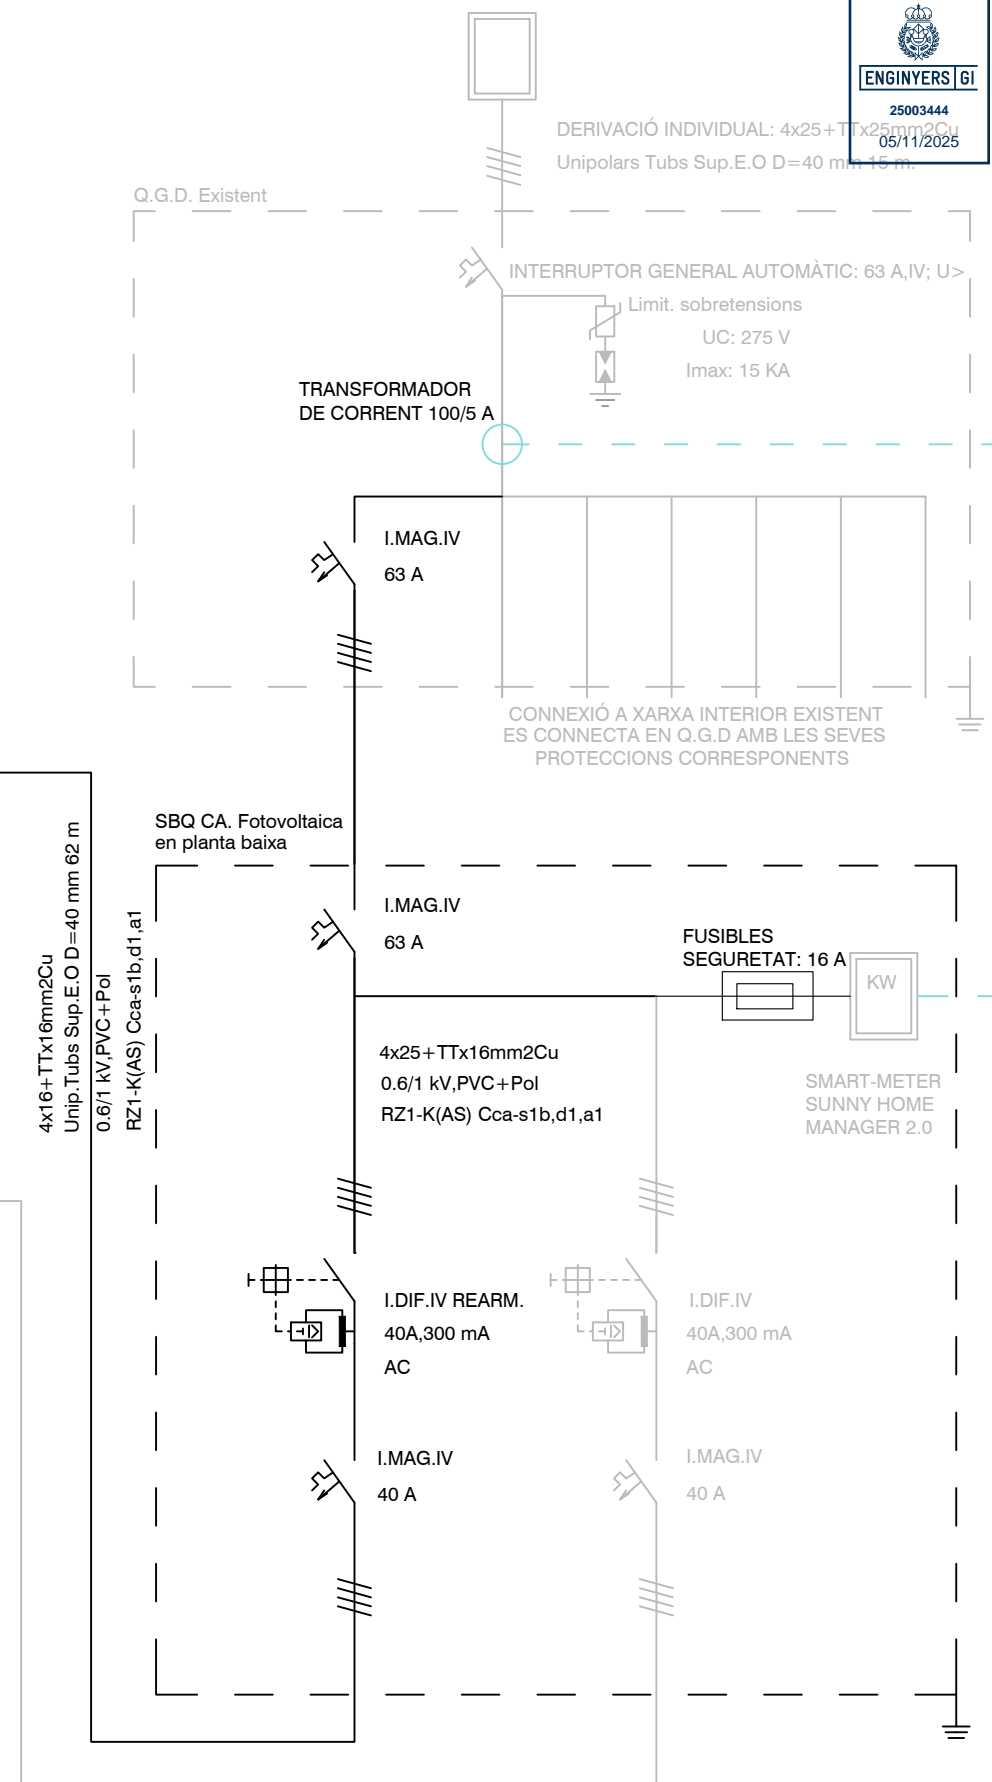 ENGINYERS GI
25003444
05/11/2025
DERIVACIÓ INDIVIDUAL: 4x25+TTx25mm2Cu
Unipolars Tubs Sup.E.O D=40 mm 15 m.
Q.G.D. Existent
INTERRUPTOR GENERAL AUTOMÀTIC: 63 A,IV; U>
Limit. sobretensions
UC: 275 V
Imax: 15 KA
TRANSFORMADOR
DE CORRENT 100/5 A
I.MAG.IV
63 A
CONNEXIÓ A XARXA INTERIOR EXISTENT
ES CONNECTA EN Q.G.D AMB LES SEVES
PROTECCIONS CORRESPONENTS
SBQ CA. Fotovoltaica
en planta baixa
4x16+TTx16mm2Cu
Unip.Tubs Sup.E.O D=40 mm 62 m
0.6/1 kV,PVC+Pol
RZ1-K(AS) Cca-s1b,d1,a1
I.MAG.IV
63 A
FUSIBLES
SEGURETAT: 16 A
KW
4x25+TTx16mm2Cu
0.6/1 kV,PVC+Pol
RZ1-K(AS) Cca-s1b,d1,a1
SMART-METER
SUNNY HOME
MANAGER 2.0
I.DIF.IV REARM.
40A,300 mA
AC
I.DIF.IV
40A,300 mA
AC
I.MAG.IV
40 A
I.MAG.IV
40 A